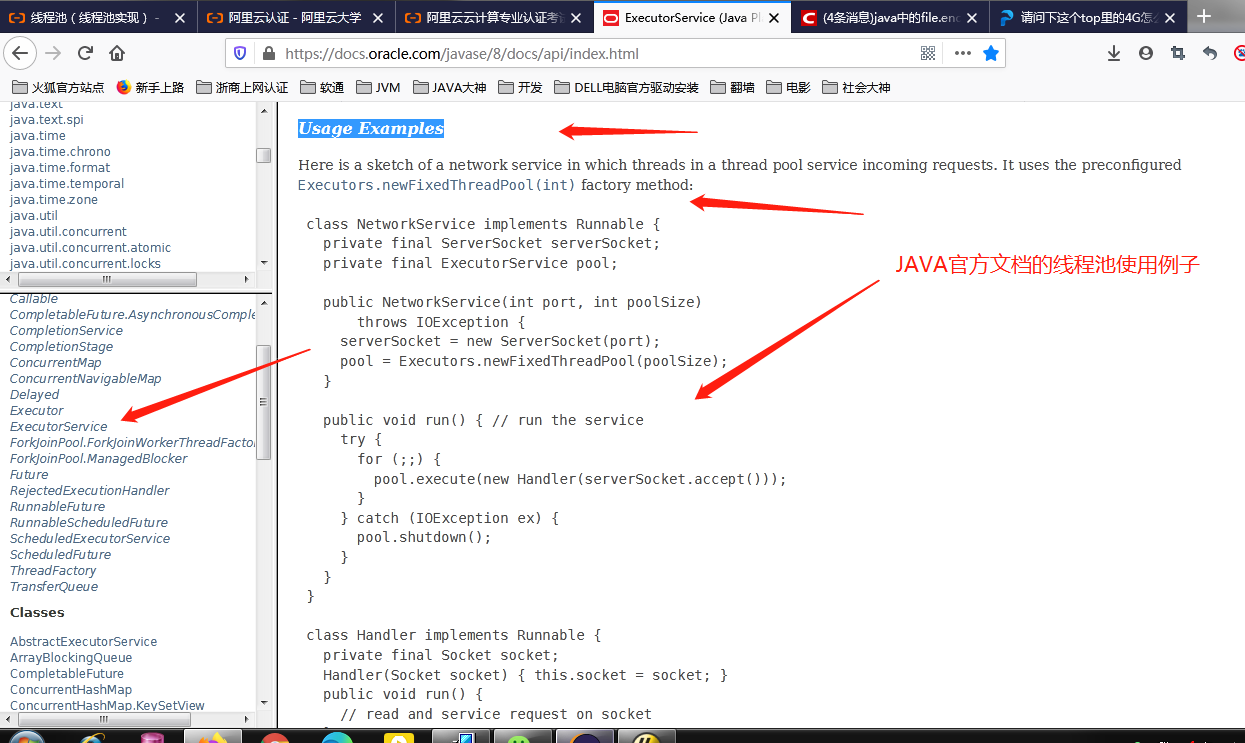 线程池（线程池实现） -
阿里云认证 - 阿里云大学
阿里云云计算专业认证考
ExecutorService (Java Pl
(4条消息)java中的file.enc
请问下这个top里的4G怎么
https://docs.oracle.com/javase/8/docs/api/index.html
火狐官方站点
新手上路
浙商上网认证
软通
JVM
JAVA大神
开发
DELL电脑官方驱动安装
翻墙
电影
社会大神
java.text
java.text.spi
java.time
java.time.chrono
java.time.format
java.time.temporal
java.time.zone
java.util
java.util.concurrent
java.util.concurrent.atomic
java.util.concurrent.locks
Callable
CompletableFuture.AsynchronousComple
CompletionService
CompletionStage
ConcurrentMap
ConcurrentNavigableMap
Delayed
Executor
ExecutorService
ForkJoinPool.ForkJoinWorkerThreadFactor
ForkJoinPool.ManagedBlocker
Future
RejectedExecutionHandler
RunnableFuture
RunnableScheduledFuture
ScheduledExecutorService
ScheduledFuture
ThreadFactory
TransferQueue
Classes
AbstractExecutorService
ArrayBlockingQueue
CompletableFuture
ConcurrentHashMap
ConcurrentHashMap.KeySetView
Usage Examples
Here is a sketch of a network service in which threads in a thread pool service incoming requests. It uses the preconfigured
Executors.newFixedThreadPool(int) factory method:
class NetworkService implements Runnable {
private final ServerSocket serverSocket;
private final ExecutorService pool;
public NetworkService(int port, int poolSize)
throws IOException {
serverSocket = new ServerSocket(port);
pool = Executors.newFixedThreadPool(poolSize);
}
public void run() { // run the service
try {
for (;;) {
pool.execute(new Handler(serverSocket.accept()));
}
} catch (IOException ex) {
pool.shutdown();
}
}
}
class Handler implements Runnable {
private final Socket socket;
Handler(Socket socket) { this.socket = socket; }
public void run() {
// read and service request on socket
JAVA官方文档的线程池使用例子